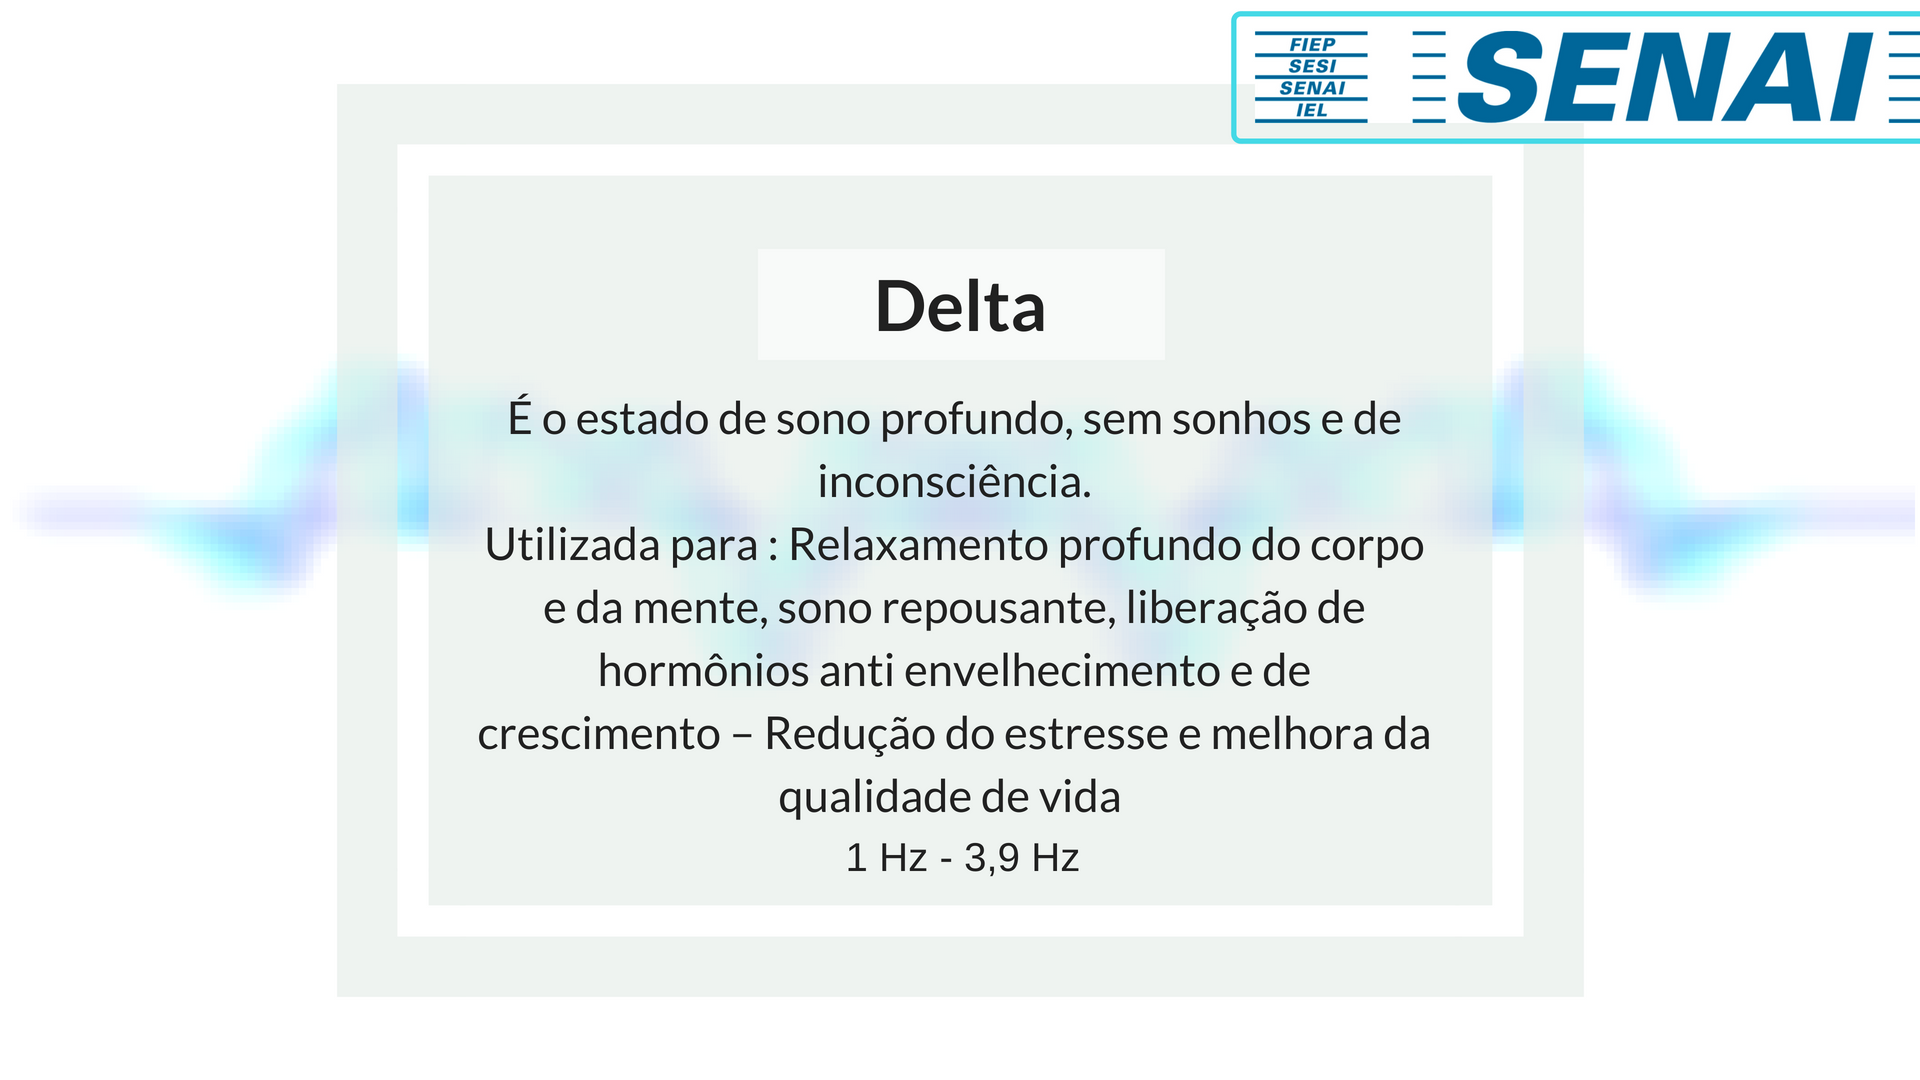 FIEP
SESI
SENAI
IEL
SENAI
Delta
É o estado de sono profundo, sem sonhos e de
inconsciência.
Utilizada para : Relaxamento profundo do corpo
e da mente, sono repousante, liberação de
hormônios anti envelhecimento e de
crescimento – Redução do estresse e melhora da
qualidade de vida
1 Hz - 3,9 Hz